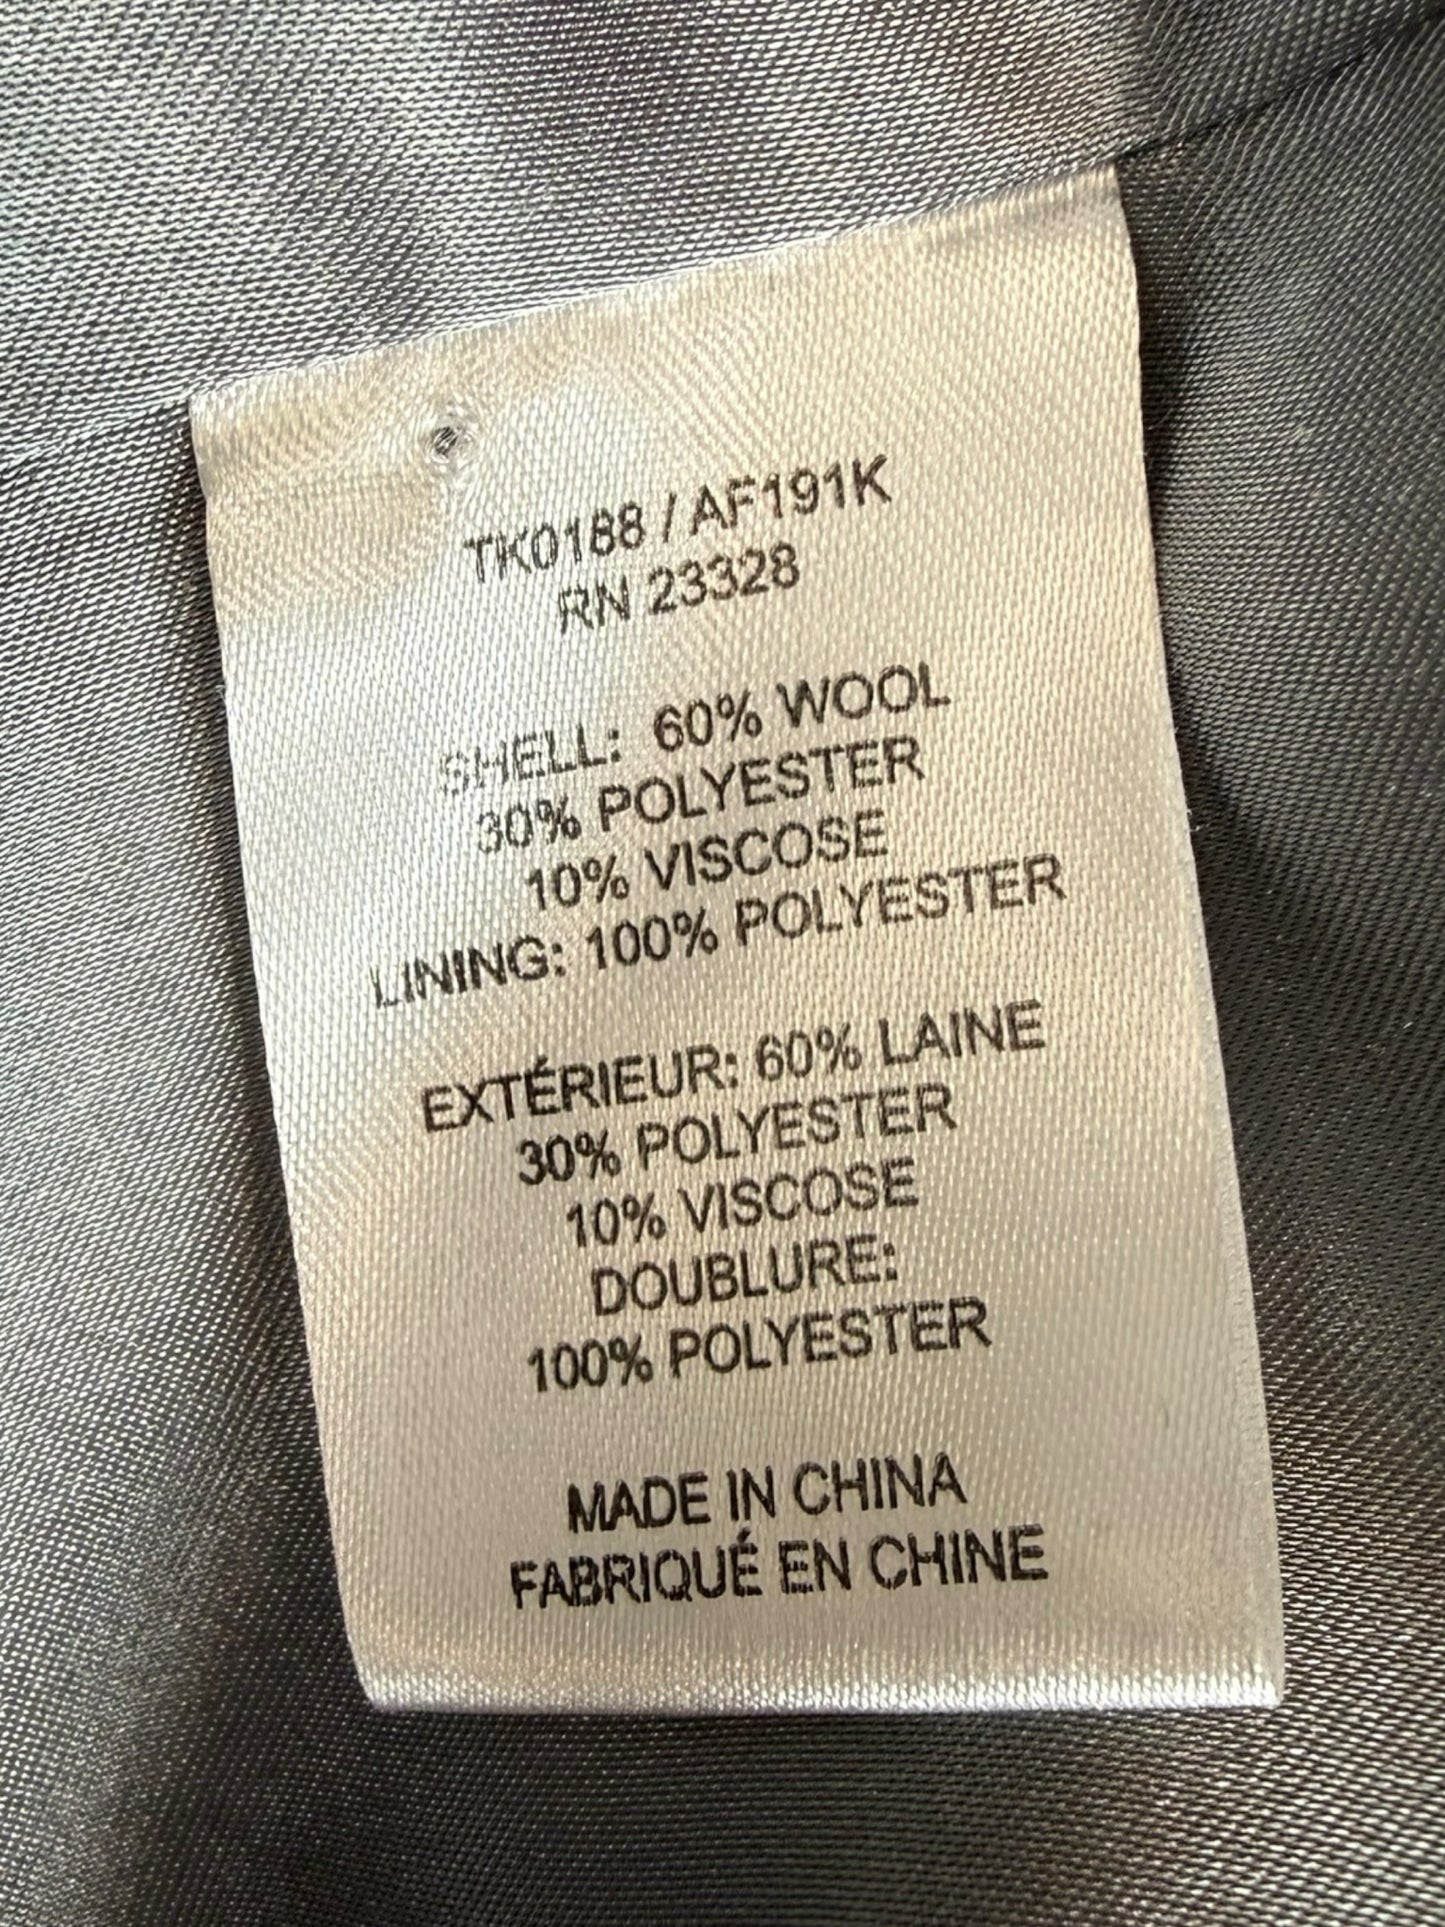 TK0188 / AF191K
RN 23328
SHELL: 60% WOOL
30% POLYESTER
10% VISCOSE
LINING: 100% POLYESTER
EXTÉRIEUR: 60% LAINE
30% POLYESTER
10% VISCOSE
DOUBLURE:
100% POLYESTER
MADE IN CHINA
FABRIQUÉ EN CHINE